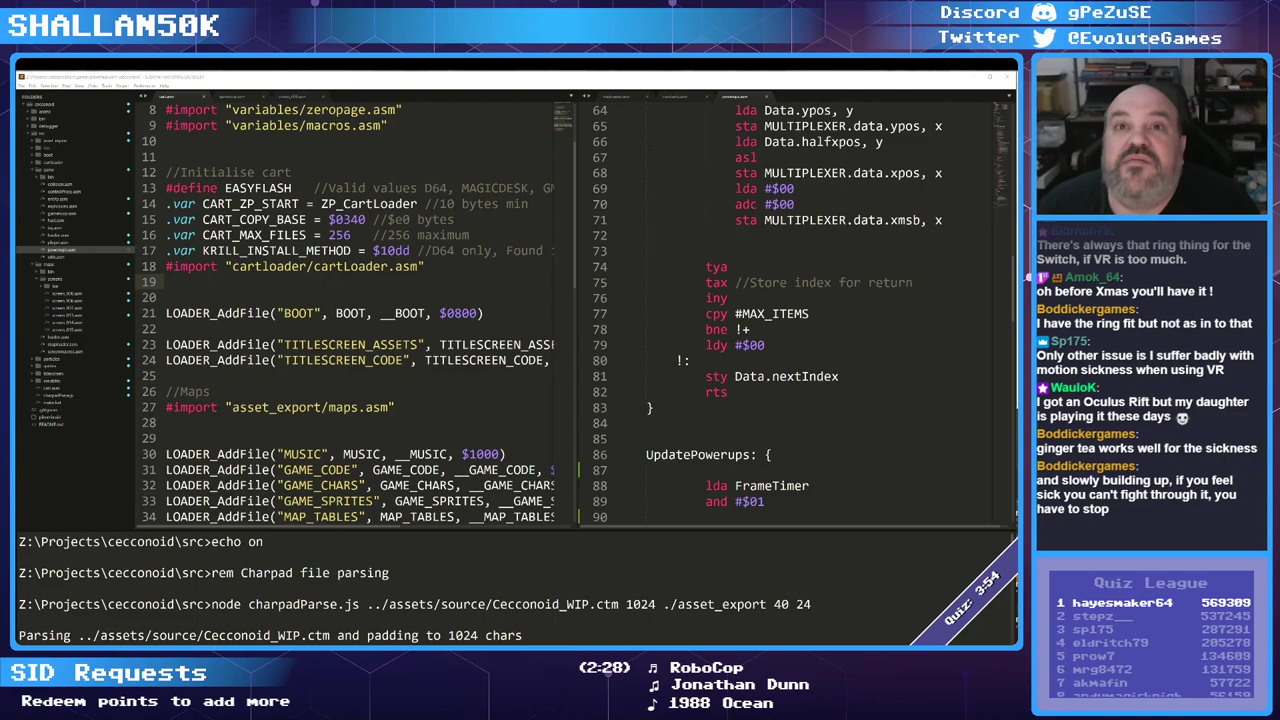 SHALLAN50K
Discord gPeZuSE
Twitter @EvoluteGames
8 #import "variables/zeropage.asm"
9 #import "variables/macros.asm"
10
11
12 //Initialise cart
13 #define EASYFLASH //Valid values D64, MAGICDESK, GM
14 .var CART_ZP_START = ZP_CartLoader //10 bytes min
15 .var CART_COPY_BASE = $0340 //$e0 bytes
16 .var CART_MAX_FILES = 256 //256 maximum
17 .var KRILL_INSTALL_METHOD = $10dd //D64 only, Found i
18 #import "cartloader/cartLoader.asm"
19
20
21 LOADER_AddFile("BOOT", BOOT, __BOOT, $0800)
22
23 LOADER_AddFile("TITLESCREEN_ASSETS", TITLESCREEN_ASSE
24 LOADER_AddFile("TITLESCREEN_CODE", TITLESCREEN_CODE,
25
26 //Maps
27 #import "asset_export/maps.asm"
28
29
30 LOADER_AddFile("MUSIC", MUSIC, __MUSIC, $1000)
31 LOADER_AddFile("GAME_CODE", GAME_CODE, __GAME_CODE, $
32 LOADER_AddFile("GAME_CHARS", GAME_CHARS, __GAME_CHARS
33 LOADER_AddFile("GAME_SPRITES", GAME_SPRITES, __GAME_S
34 LOADER_AddFile("MAP_TABLES", MAP_TABLES, __MAP_TABLES
64 lda Data.ypos, y
65 sta MULTIPLEXER.data.ypos, x
66 lda Data.halfxpos, y
67 asl
68 sta MULTIPLEXER.data.xpos, x
69 lda #$00
70 adc #$00
71 sta MULTIPLEXER.data.xmsb, x
72
73
74 tya
75 tax //Store index for return
76 iny
77 cpy #MAX_ITEMS
78 bne !+
79 ldy #$00
80 !:
81 sty Data.nextIndex
82 rts
83 }
84
85
86 UpdatePowerups: {
87
88 lda FrameTimer
89 and #$01
90
Z:\Projects\cecconoid\src>echo on
Z:\Projects\cecconoid\src>rem Charpad file parsing
Z:\Projects\cecconoid\src>node charpadParse.js ../assets/source/Cecconoid_WIP.ctm 1024 ./asset_export 40 24
Parsing ../assets/source/Cecconoid_WIP.ctm and padding to 1024 chars
Quiz: 3:54
There's always that ring thing for the
Switch, if VR is too much.
Amok_64:
oh before Xmas you'll have it !
Boddickergames:
I have the ring fit but not as in to that
Sp175:
Only other issue is I suffer badly with
motion sickness when using VR
WauloK:
I got an Oculus Rift but my daughter
is playing it these days
Boddickergames:
ginger tea works well for the sickness
Boddickergames:
and slowly building up, if you feel
sick you can't fight through it, you
have to stop
Quiz League
1 hayesmaker64 569309
2 stepz__ 537245
3 sp175 287291
4 eldritch79 205278
5 prow7 134609
6 mrg8472 131759
7 akmafin 57722
SID Requests
Redeem points to add more
(2:28) RoboCop
Jonathan Dunn
1988 Ocean